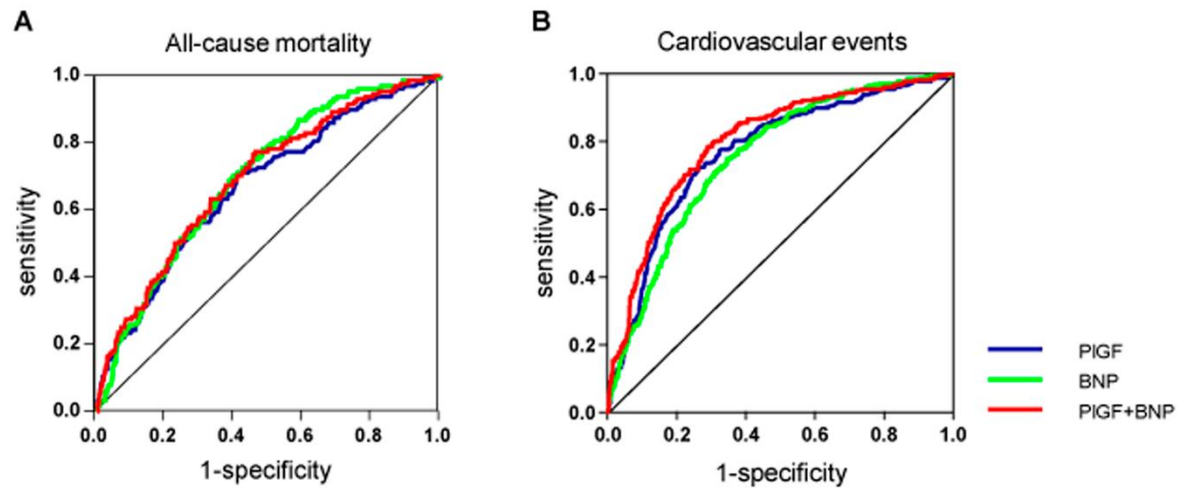 A
All-cause mortality
1.0
0.8
0.6
0.4
0.2
0.0
sensitivity
0.0 0.2 0.4 0.6 0.8 1.0
1-specificity
B
Cardiovascular events
1.0
0.8
0.6
0.4
0.2
0.0
sensitivity
0.0 0.2 0.4 0.6 0.8 1.0
1-specificity
PIGF
BNP
PIGF+BNP